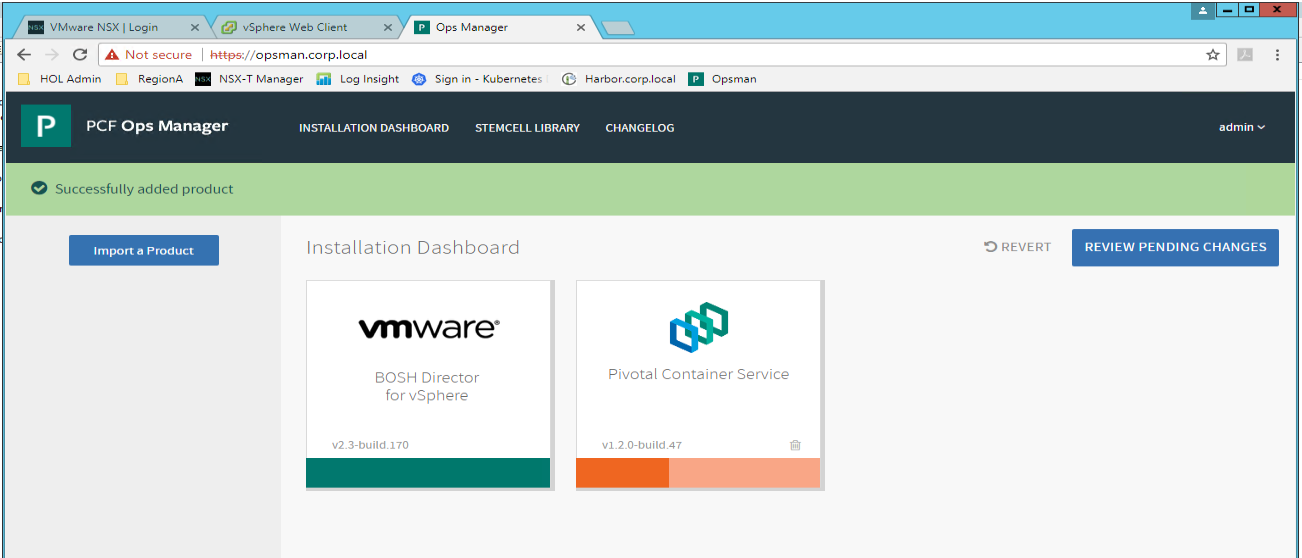 NSX VMware NSX | Login
vSphere Web Client
P Ops Manager
Not secure | https://opsman.corp.local
HOL Admin RegionA NSX NSX-T Manager Log Insight Sign in - Kubernetes Harbor.corp.local P Opsman
P PCF Ops Manager INSTALLATION DASHBOARD STEMCELL LIBRARY CHANGELOG admin
Successfully added product
Import a Product
Installation Dashboard
REVERT
REVIEW PENDING CHANGES
vmware®
BOSH Director
for vSphere
v2.3-build.170
Pivotal Container Service
v1.2.0-build.47